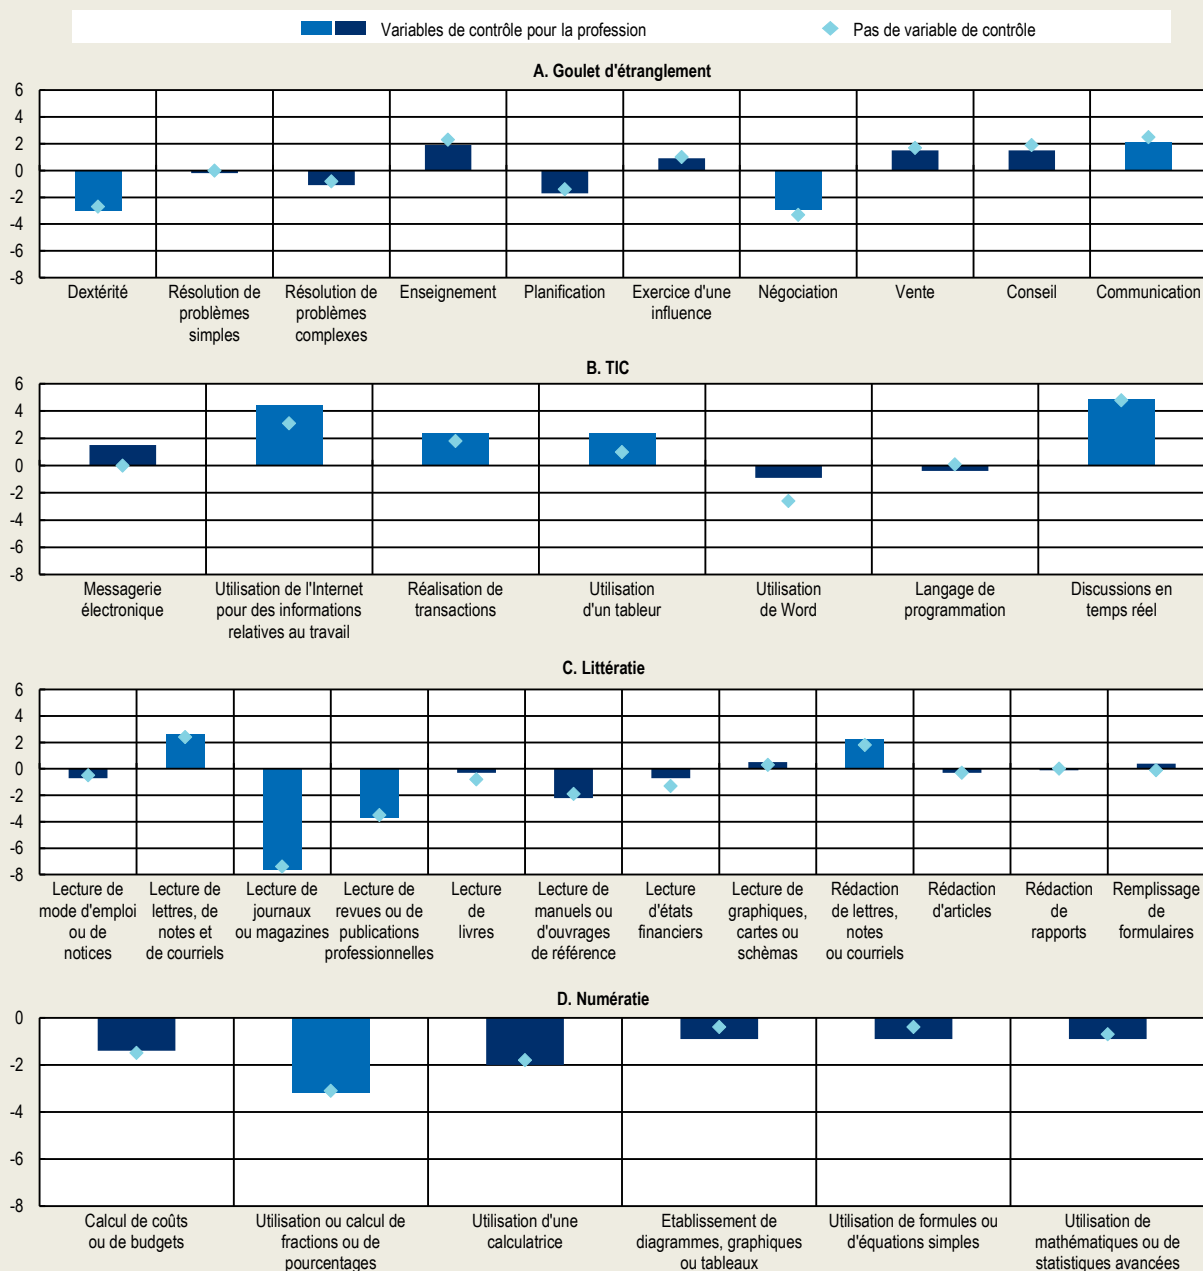 Variables de contrôle pour la profession
Pas de variable de contrôle
A. Goulet d'étranglement
6
4
2
0
-2
-4
-6
-8
Dextérité
Résolution de
problèmes
simples
Résolution de
problèmes
complexes
Enseignement
Planification
Exercice d'une
influence
Négociation
Vente
Conseil
Communication
B. TIC
6
4
2
0
-2
-4
-6
-8
Messagerie
électronique
Utilisation de l'Internet
pour des informations
relatives au travail
Réalisation de
transactions
Utilisation
d'un tableur
Utilisation
de Word
Langage de
programmation
Discussions en
temps réel
C. Littératie
6
4
2
0
-2
-4
-6
-8
Lecture de
mode d'emploi
ou de
notices
Lecture de
lettres, de
notes et
de courriels
Lecture de
journaux
ou magazines
Lecture de
revues ou de
publications
professionnelles
Lecture
de
livres
Lecture de
manuels ou
d'ouvrages
de référence
Lecture
d'états
financiers
Lecture de
graphiques,
cartes ou
schèmas
Rédaction
de lettres,
notes
ou courriels
Rédaction
d'articles
Rédaction
de
rapports
Remplissage
de
formulaires
D. Numératie
0
-2
-4
-6
-8
Calcul de coûts
ou de budgets
Utilisation ou calcul de
fractions ou de
pourcentages
Utilisation d'une
calculatrice
Etablissement de
diagrammes, graphiques
ou tableaux
Utilisation de formules ou
d'équations simples
Utilisation de
mathématiques ou de
statistiques avancées